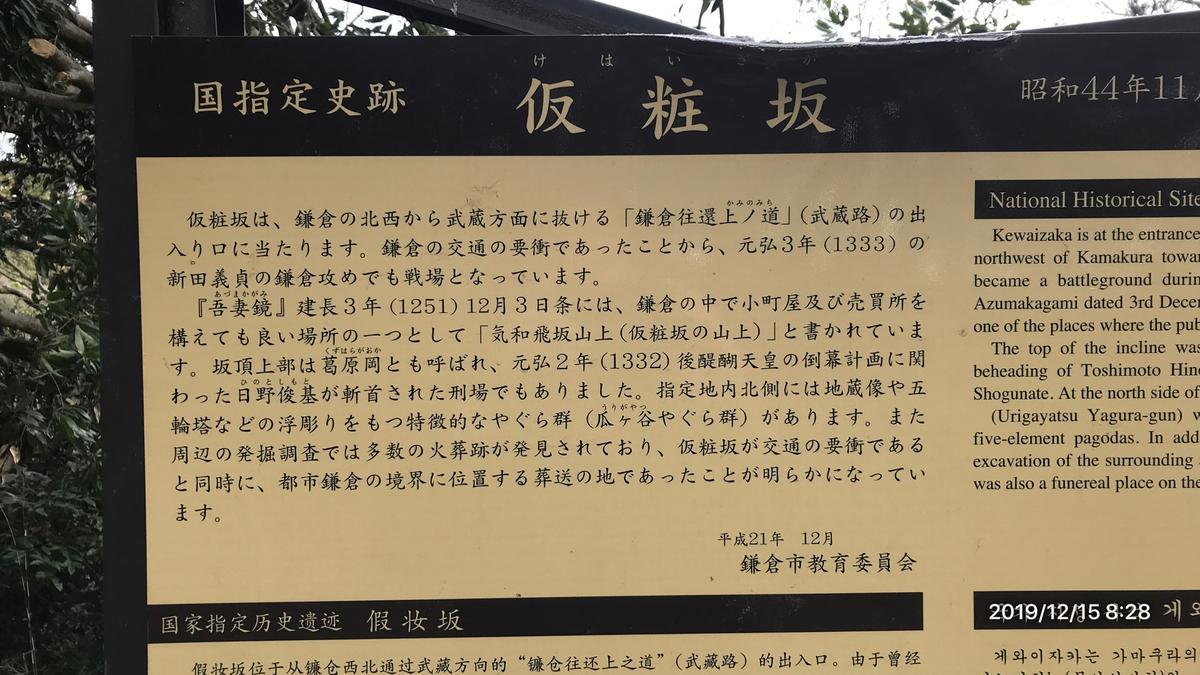 けはいざか
国指定史跡 仮粧坂 昭和44年11
仮粧坂は、鎌倉の北西から武蔵方面に抜ける「鎌倉往還上ノ道」(武蔵路)の出
かみのみち
入り口に当たります。鎌倉の交通の要衝であったことから、元弘3年(1333)の
新田義貞の鎌倉攻めでも戦場となっています。
あづまかがみ
『吾妻鏡』建長3年(1251)12月3日条には、鎌倉の中で小町屋及び売買所を
構えても良い場所の一つとして「気和飛坂山上(仮粧坂の山上)」と書かれていま
くずはらがおか
す。坂頂上部は葛原岡とも呼ばれ、元弘2年(1332)後醍醐天皇の倒幕計画に関
ひのとしもと
わった日野俊基が斬首された刑場でもありました。指定地内北側には地蔵像や五
うりがやつ
輪塔などの浮彫りをもつ特徴的なやぐら群(瓜ヶ谷やぐら群)があります。また
周辺の発掘調査では多数の火葬跡が発見されており、仮粧坂が交通の要衝である
と同時に、都市鎌倉の境界に位置する葬送の地であったことが明らかになってい
ます。
平成21年 12月
鎌倉市教育委員会
National Historical Site
Kewaizaka is at the entrance
northwest of Kamakura towar
became a battleground durin
Azumakagami dated 3rd Decem
one of the places where the pub
The top of the incline was
beheading of Toshimoto Hino
Shogunate. At the north side of
(Urigayatsu Yagura-gun) w
five-element pagodas. In add
excavation of the surrounding
was also a funereal place on the
国家指定历史遗迹 假妆坂
假妆坂位于从镰仓西北通过武藏方向的“镰仓往还上之道”(武藏路)的出入口。由于曾经
2019/12/15 8:28
게와이자카는 가마쿠라의